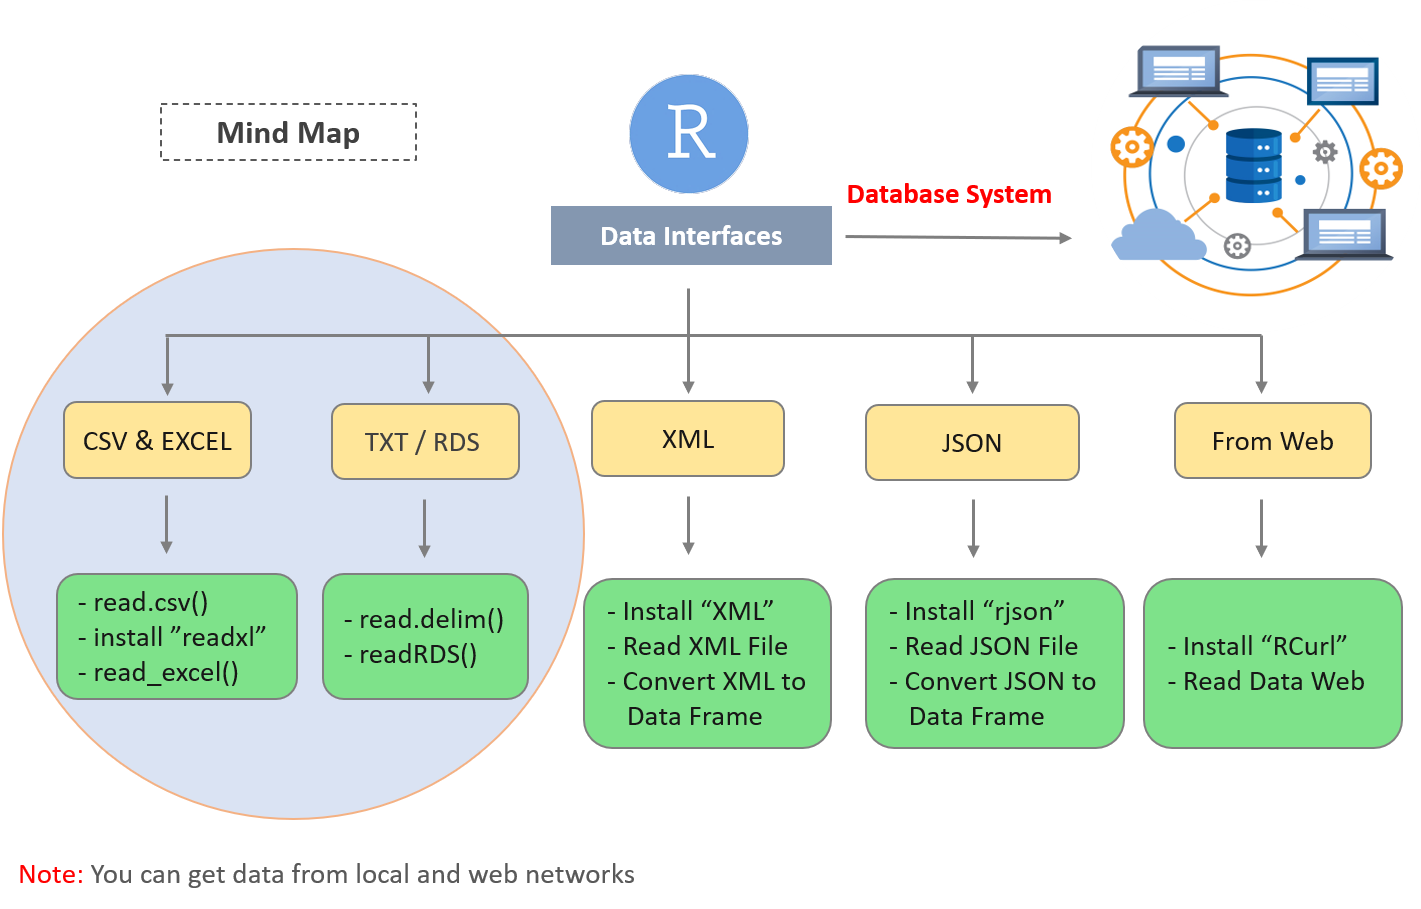 Mind Map
R
Database System
Data Interfaces
CSV & EXCEL
TXT / RDS
XML
JSON
From Web
- read.csv()
- install ”readxl”
- read_excel()
- read.delim()
- readRDS()
- Install “XML”
- Read XML File
- Convert XML to
Data Frame
- Install “rjson”
- Read JSON File
- Convert JSON to
Data Frame
- Install “RCurl”
- Read Data Web
Note: You can get data from local and web networks